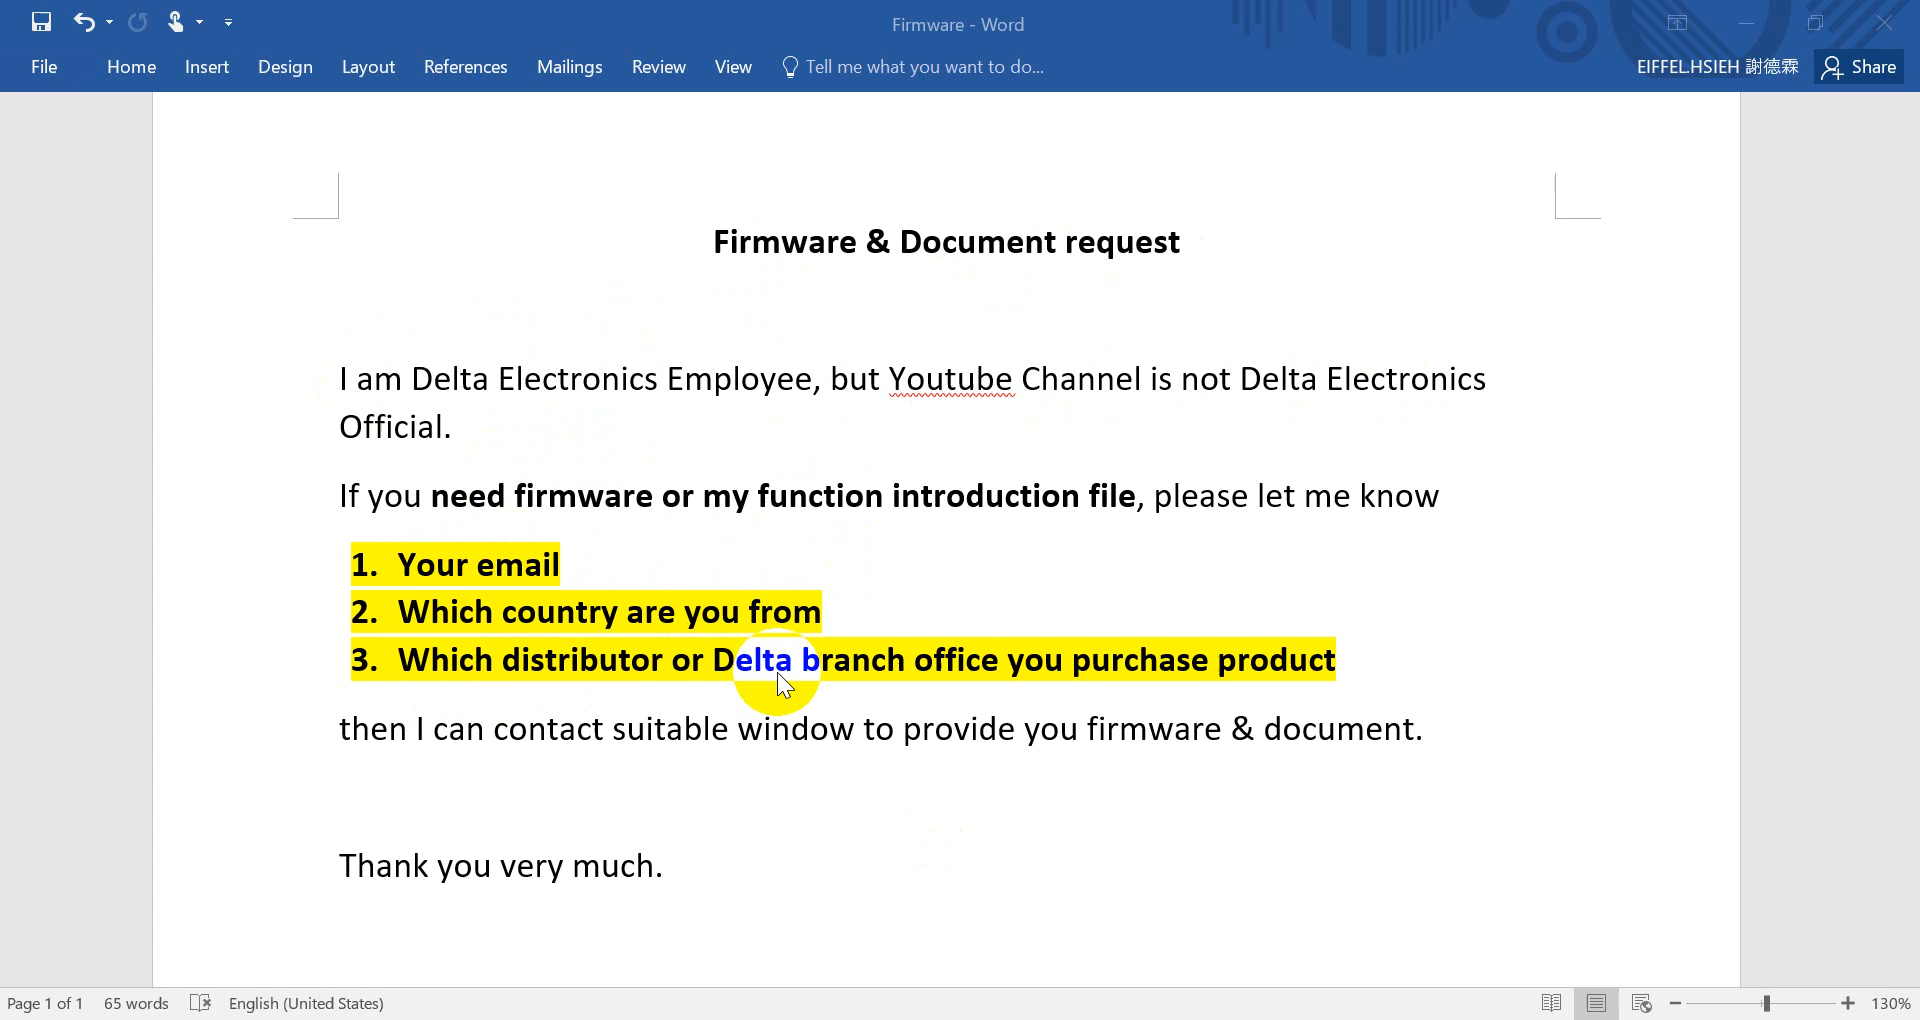 Firmware - Word
File Home Insert Design Layout References Mailings Review View Tell me what you want to do... EIFFEL.HSIEH 謝德霖 Share
Firmware & Document request
I am Delta Electronics Employee, but Youtube Channel is not Delta Electronics
Official.
If you need firmware or my function introduction file, please let me know
1. Your email
2. Which country are you from
3. Which distributor or Delta branch office you purchase product
then I can contact suitable window to provide you firmware & document.
Thank you very much.
Page 1 of 1 65 words English (United States) 130%